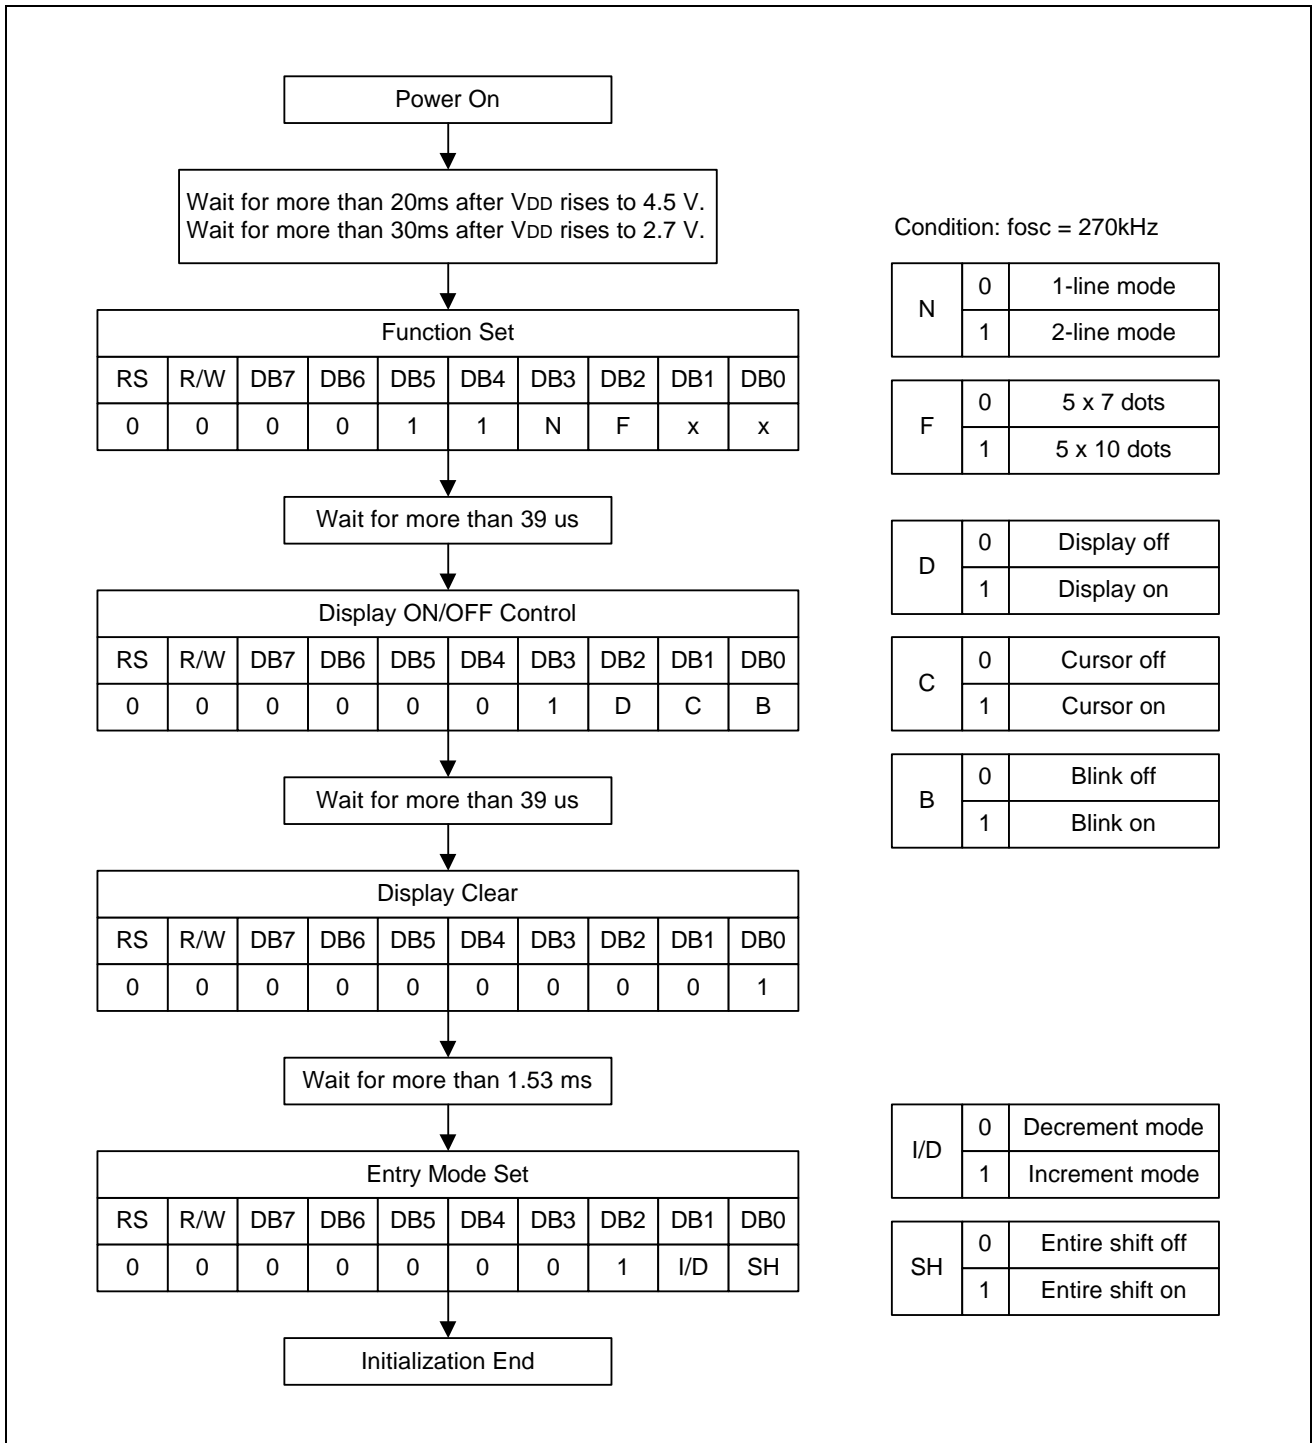 Power On
Wait for more than 20ms after VDD rises to 4.5 V.
Wait for more than 30ms after VDD rises to 2.7 V.
Function Set
RS R/W DB7 DB6 DB5 DB4 DB3 DB2 DB1 DB0
0 0 0 0 1 1 N F x x
Wait for more than 39 us
Display ON/OFF Control
RS R/W DB7 DB6 DB5 DB4 DB3 DB2 DB1 DB0
0 0 0 0 0 0 1 D C B
Wait for more than 39 us
Display Clear
RS R/W DB7 DB6 DB5 DB4 DB3 DB2 DB1 DB0
0 0 0 0 0 0 0 0 0 1
Wait for more than 1.53 ms
Entry Mode Set
RS R/W DB7 DB6 DB5 DB4 DB3 DB2 DB1 DB0
0 0 0 0 0 0 0 1 I/D SH
Initialization End
Condition: fosc = 270kHz
N
0 1-line mode
1 2-line mode
F
0 5 x 7 dots
1 5 x 10 dots
D
0 Display off
1 Display on
C
0 Cursor off
1 Cursor on
B
0 Blink off
1 Blink on
I/D
0 Decrement mode
1 Increment mode
SH
0 Entire shift off
1 Entire shift on